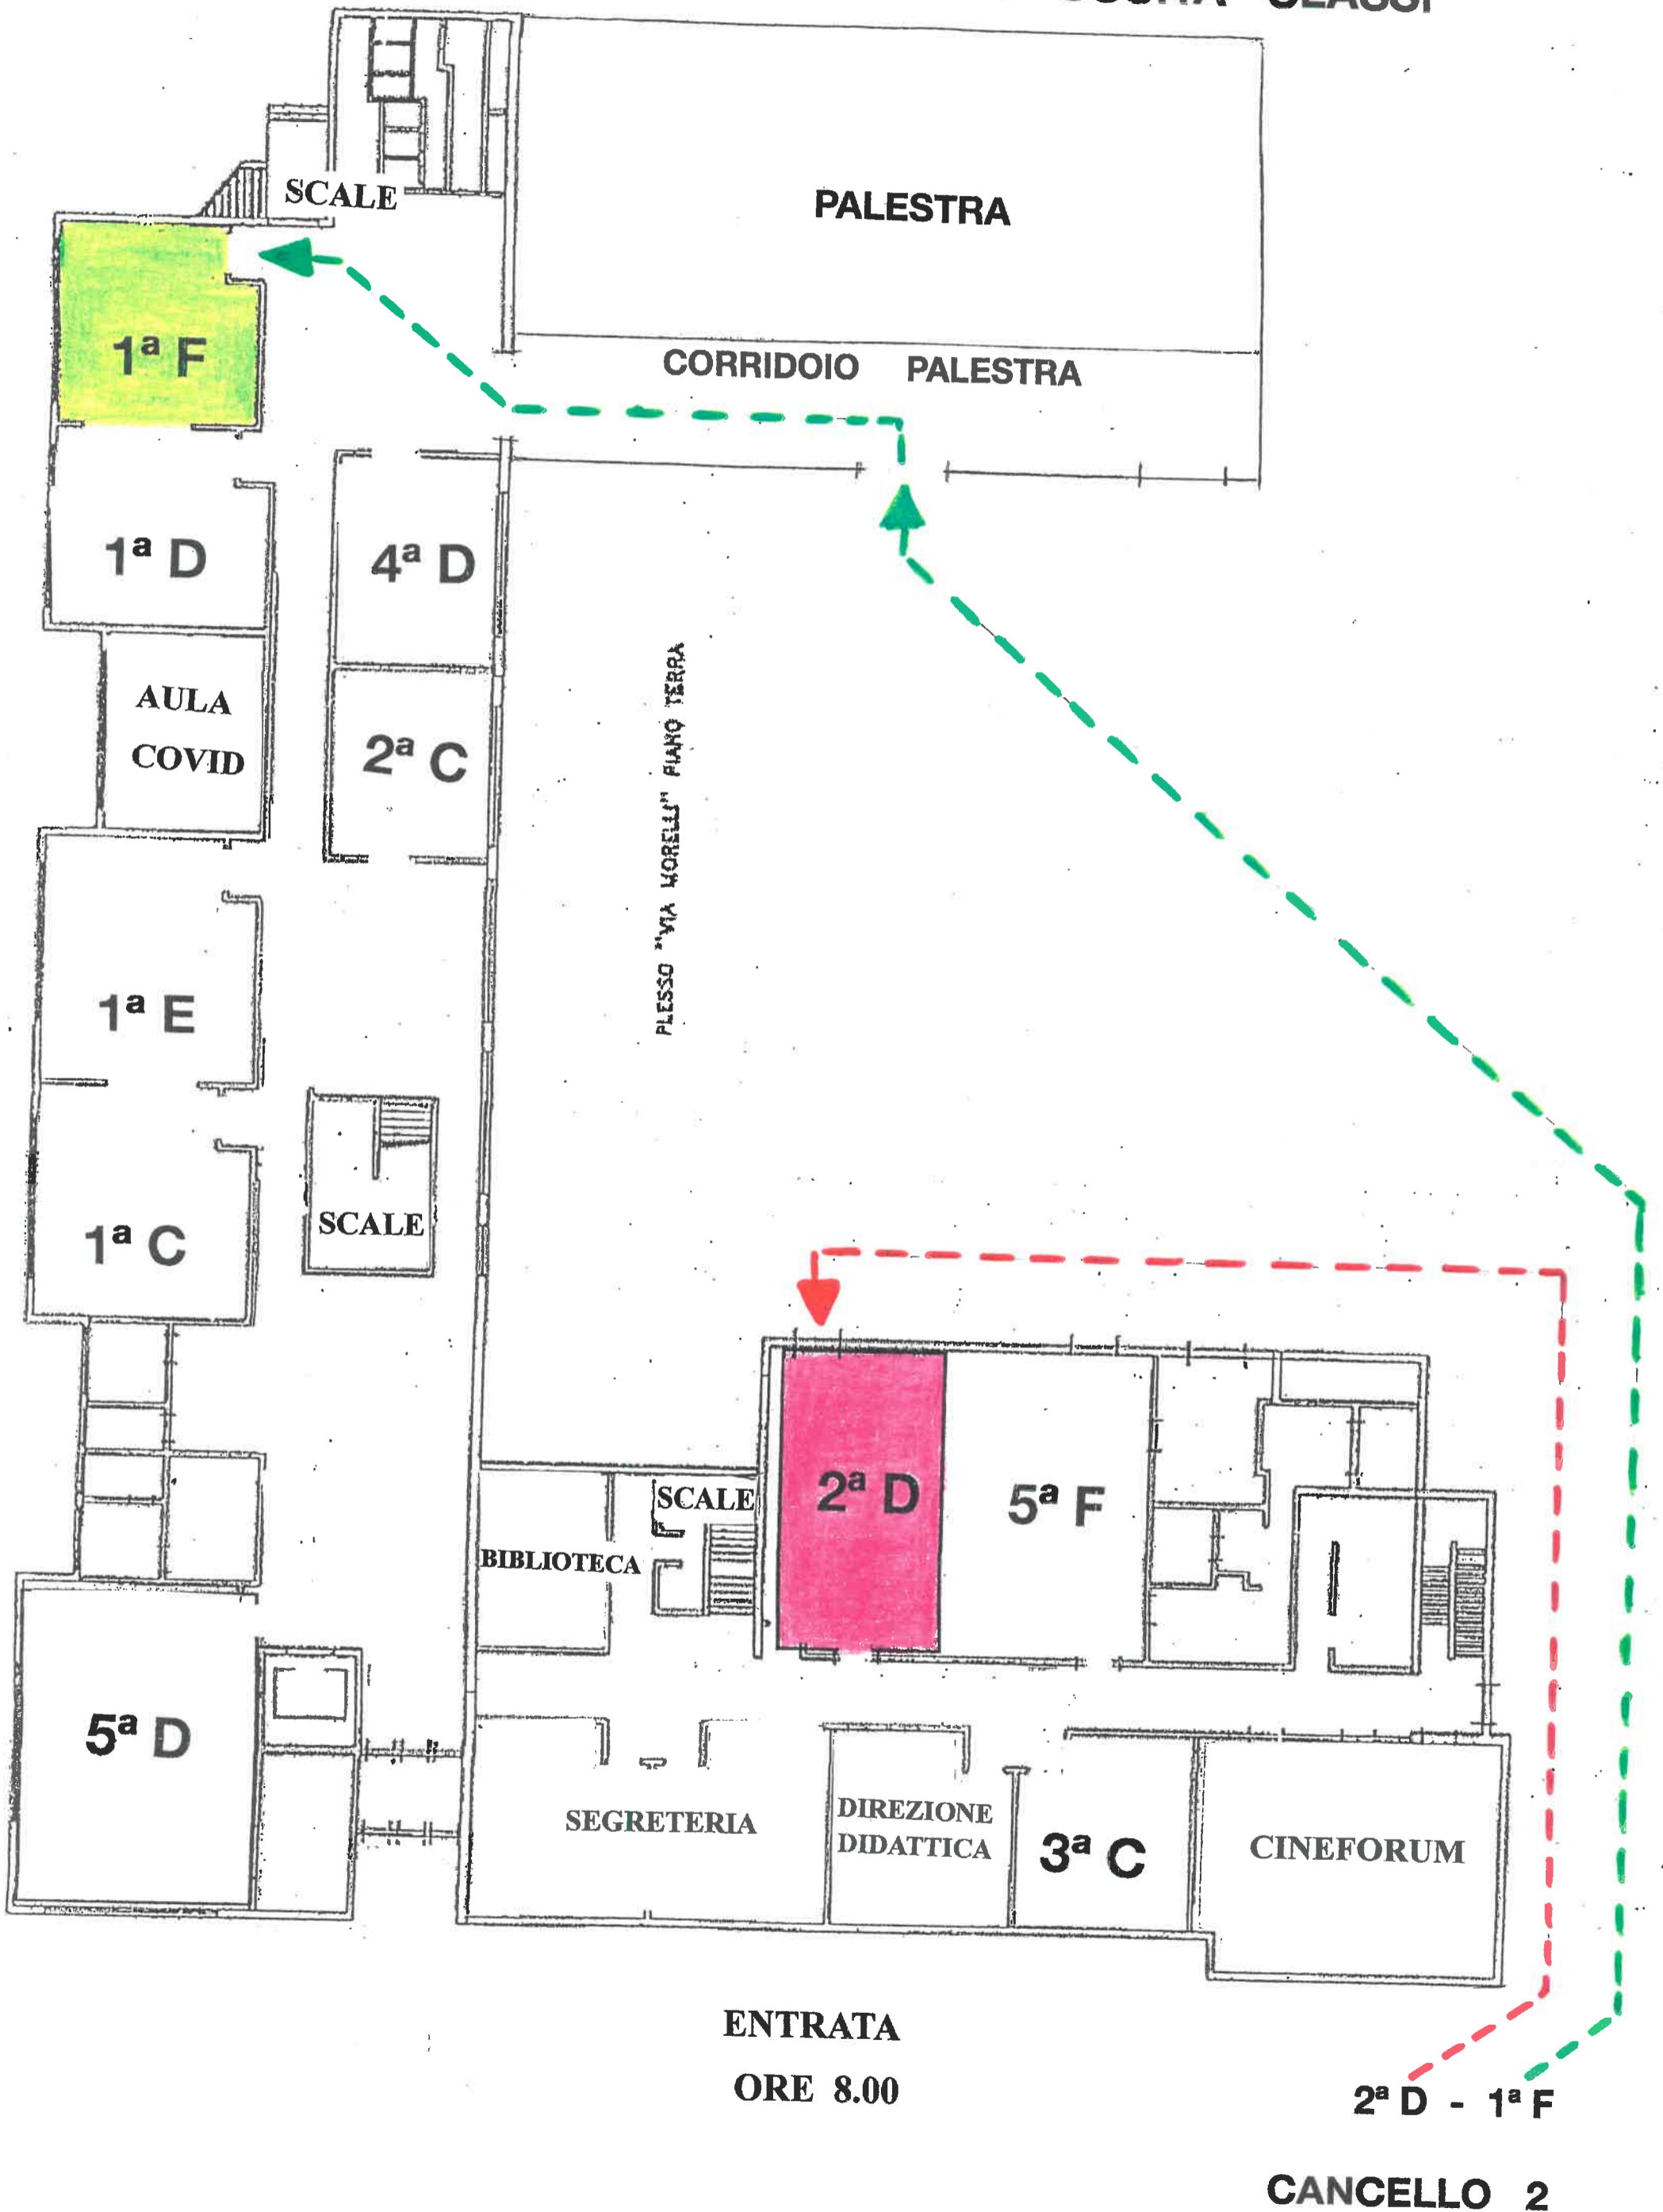 CLASSI
SCALE
PALESTRA
1ª F
CORRIDOIO PALESTRA
1ª D
4ª D
AULA
COVID
2ª C
PLESSO "VIA MORELLI" PIANO TERRA
1ª E
1ª C
SCALE
2ª D
5ª F
SCALE
BIBLIOTECA
5ª D
SEGRETERIA
DIREZIONE
DIDATTICA
3ª C
CINEFORUM
ENTRATA
ORE 8.00
2ª D - 1ª F
CANCELLO 2